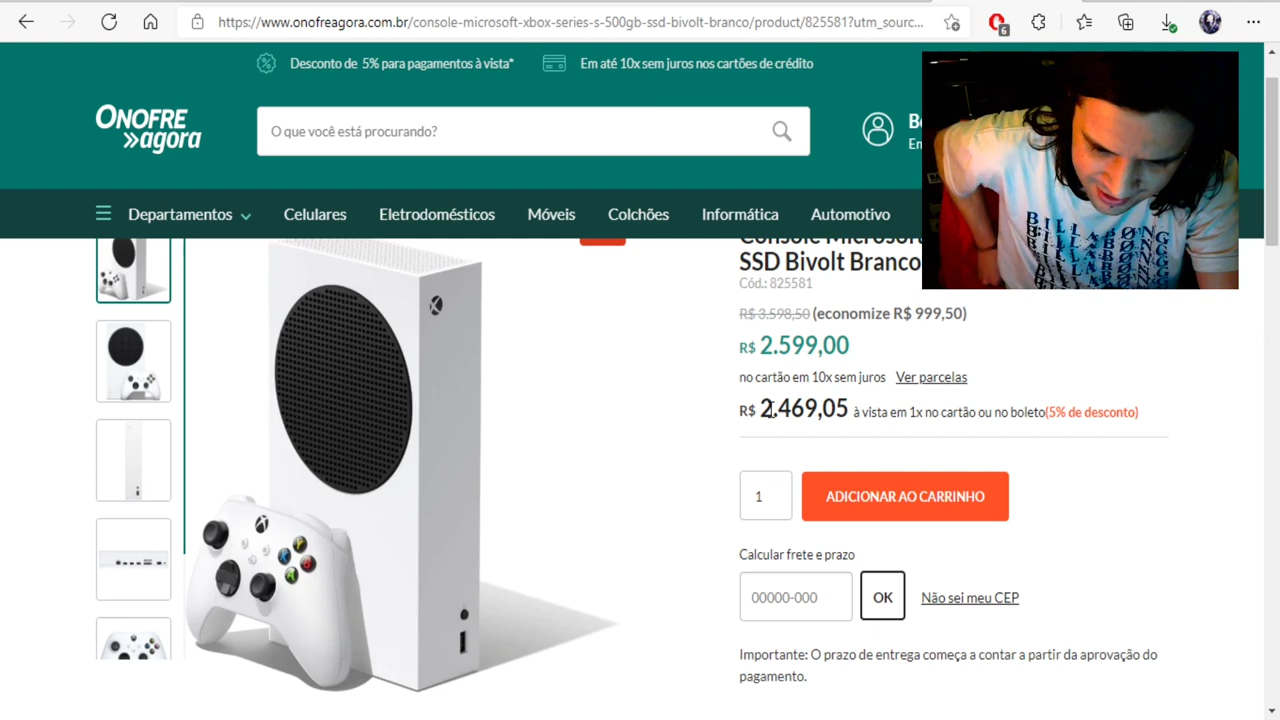 https://www.onofreagora.com.br/console-microsoft-xbox-series-s-500gb-ssd-bivolt-branco/product/825581?utm_sourc...
6
Desconto de 5% para pagamentos à vista*
Em até 10x sem juros nos cartões de crédito
ONOFRE
agora
O que você está procurando?
Departamentos
Celulares
Eletrodomésticos
Móveis
Colchões
Informática
Automotivo
Console Microsoft
SSD Bivolt Branco
Cód.: 825581
R$ 3.598,50 (economize R$ 999,50)
R$ 2.599,00
no cartão em 10x sem juros Ver parcelas
R$ 2.469,05 à vista em 1x no cartão ou no boleto(5% de desconto)
1
ADICIONAR AO CARRINHO
Calcular frete e prazo
00000-000
OK
Não sei meu CEP
Importante: O prazo de entrega começa a contar a partir da aprovação do
pagamento.